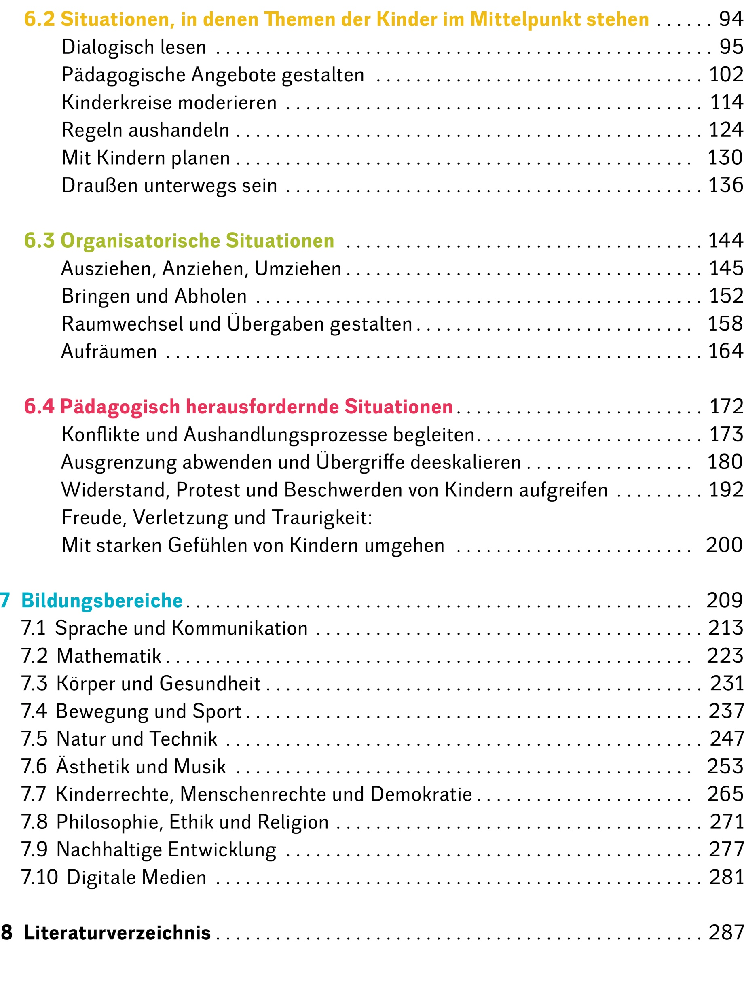 6.2 Situationen, in denen Themen der Kinder im Mittelpunkt stehen . . . . . . 94
Dialogisch lesen . . . . . . . . . . . . . . . . . . . . . . . . . . . . . . . . . . . . . . . . . . . . . . . . . . 95
Pädagogische Angebote gestalten . . . . . . . . . . . . . . . . . . . . . . . . . . . . . . . . . 102
Kinderkreise moderieren . . . . . . . . . . . . . . . . . . . . . . . . . . . . . . . . . . . . . . . . . . 114
Regeln aushandeln . . . . . . . . . . . . . . . . . . . . . . . . . . . . . . . . . . . . . . . . . . . . . . . 124
Mit Kindern planen . . . . . . . . . . . . . . . . . . . . . . . . . . . . . . . . . . . . . . . . . . . . . . 130
Draußen unterwegs sein . . . . . . . . . . . . . . . . . . . . . . . . . . . . . . . . . . . . . . . . . . 136
6.3 Organisatorische Situationen . . . . . . . . . . . . . . . . . . . . . . . . . . . . . . . . . . . . 144
Ausziehen, Anziehen, Umziehen . . . . . . . . . . . . . . . . . . . . . . . . . . . . . . . . . . . . 145
Bringen und Abholen . . . . . . . . . . . . . . . . . . . . . . . . . . . . . . . . . . . . . . . . . . . . . 152
Raumwechsel und Übergaben gestalten . . . . . . . . . . . . . . . . . . . . . . . . . . . . 158
Aufräumen . . . . . . . . . . . . . . . . . . . . . . . . . . . . . . . . . . . . . . . . . . . . . . . . . . . . . . 164
6.4 Pädagogisch herausfordernde Situationen . . . . . . . . . . . . . . . . . . . . . . . . . 172
Konflikte und Aushandlungsprozesse begleiten . . . . . . . . . . . . . . . . . . . . . . . 173
Ausgrenzung abwenden und Übergriffe deeskalieren . . . . . . . . . . . . . . . . . 180
Widerstand, Protest und Beschwerden von Kindern aufgreifen . . . . . . . . . 192
Freude, Verletzung und Traurigkeit:
Mit starken Gefühlen von Kindern umgehen . . . . . . . . . . . . . . . . . . . . . . . . 200
7 Bildungsbereiche . . . . . . . . . . . . . . . . . . . . . . . . . . . . . . . . . . . . . . . . . . . . . . . . . . . 209
7.1 Sprache und Kommunikation . . . . . . . . . . . . . . . . . . . . . . . . . . . . . . . . . . . . . . . 213
7.2 Mathematik . . . . . . . . . . . . . . . . . . . . . . . . . . . . . . . . . . . . . . . . . . . . . . . . . . . . . 223
7.3 Körper und Gesundheit . . . . . . . . . . . . . . . . . . . . . . . . . . . . . . . . . . . . . . . . . . . . 231
7.4 Bewegung und Sport . . . . . . . . . . . . . . . . . . . . . . . . . . . . . . . . . . . . . . . . . . . . . . 237
7.5 Natur und Technik . . . . . . . . . . . . . . . . . . . . . . . . . . . . . . . . . . . . . . . . . . . . . . . . 247
7.6 Ästhetik und Musik . . . . . . . . . . . . . . . . . . . . . . . . . . . . . . . . . . . . . . . . . . . . . . 253
7.7 Kinderrechte, Menschenrechte und Demokratie . . . . . . . . . . . . . . . . . . . . . . 265
7.8 Philosophie, Ethik und Religion . . . . . . . . . . . . . . . . . . . . . . . . . . . . . . . . . . . . . 271
7.9 Nachhaltige Entwicklung . . . . . . . . . . . . . . . . . . . . . . . . . . . . . . . . . . . . . . . . . . 277
7.10 Digitale Medien . . . . . . . . . . . . . . . . . . . . . . . . . . . . . . . . . . . . . . . . . . . . . . . . . 281
8 Literaturverzeichnis . . . . . . . . . . . . . . . . . . . . . . . . . . . . . . . . . . . . . . . . . . . . . . . . . 287